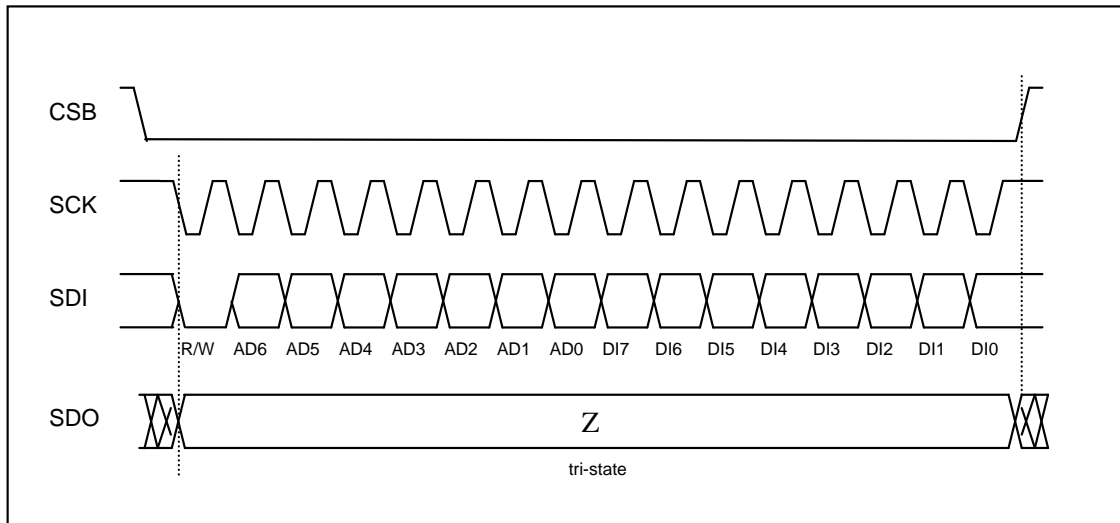 CSB
SCK
SDI
R/W AD6 AD5 AD4 AD3 AD2 AD1 AD0 DI7 DI6 DI5 DI4 DI3 DI2 DI1 DI0
SDO
Z
tri-state